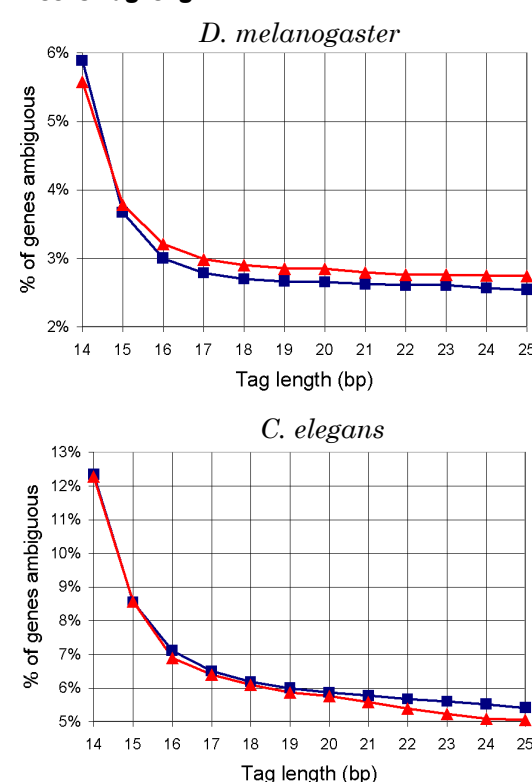 D. melanogaster
6%
5%
4%
3%
2%
% of genes ambiguous
14 15 16 17 18 19 20 21 22 23 24 25
Tag length (bp)
C. elegans
13%
12%
11%
10%
9%
8%
7%
6%
5%
% of genes ambiguous
14 15 16 17 18 19 20 21 22 23 24 25
Tag length (bp)